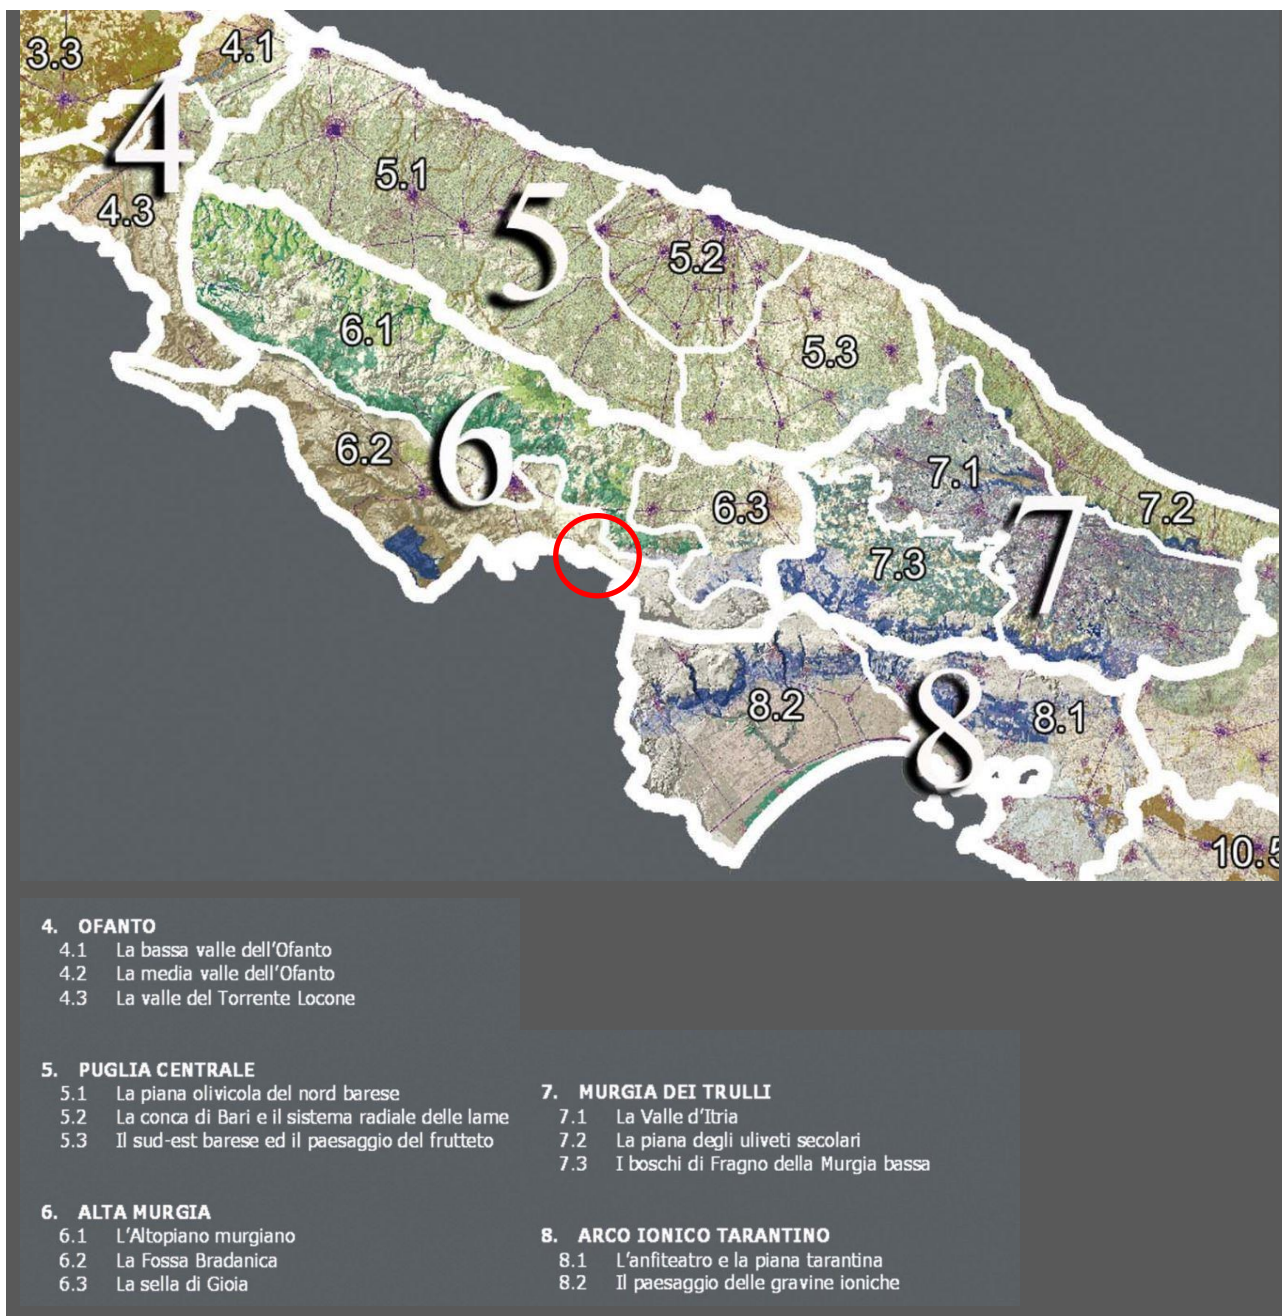 3.3
4.1
4
4.3
5.1
5
5.2
5.3
6.1
6.2
6
6.3
7.1
7.2
7
7.3
8.2
8
8.1
10.5
4. OFANTO
4.1 La bassa valle dell'Ofanto
4.2 La media valle dell'Ofanto
4.3 La valle del Torrente Locone
5. PUGLIA CENTRALE
5.1 La piana olivicola del nord barese
5.2 La conca di Bari e il sistema radiale delle lame
5.3 Il sud-est barese ed il paesaggio del frutteto
6. ALTA MURGIA
6.1 L'Altopiano murgiano
6.2 La Fossa Bradanica
6.3 La sella di Gioia
7. MURGIA DEI TRULLI
7.1 La Valle d'Itria
7.2 La piana degli uliveti secolari
7.3 I boschi di Fragno della Murgia bassa
8. ARCO IONICO TARANTINO
8.1 L'anfiteatro e la piana tarantina
8.2 Il paesaggio delle gravine ioniche